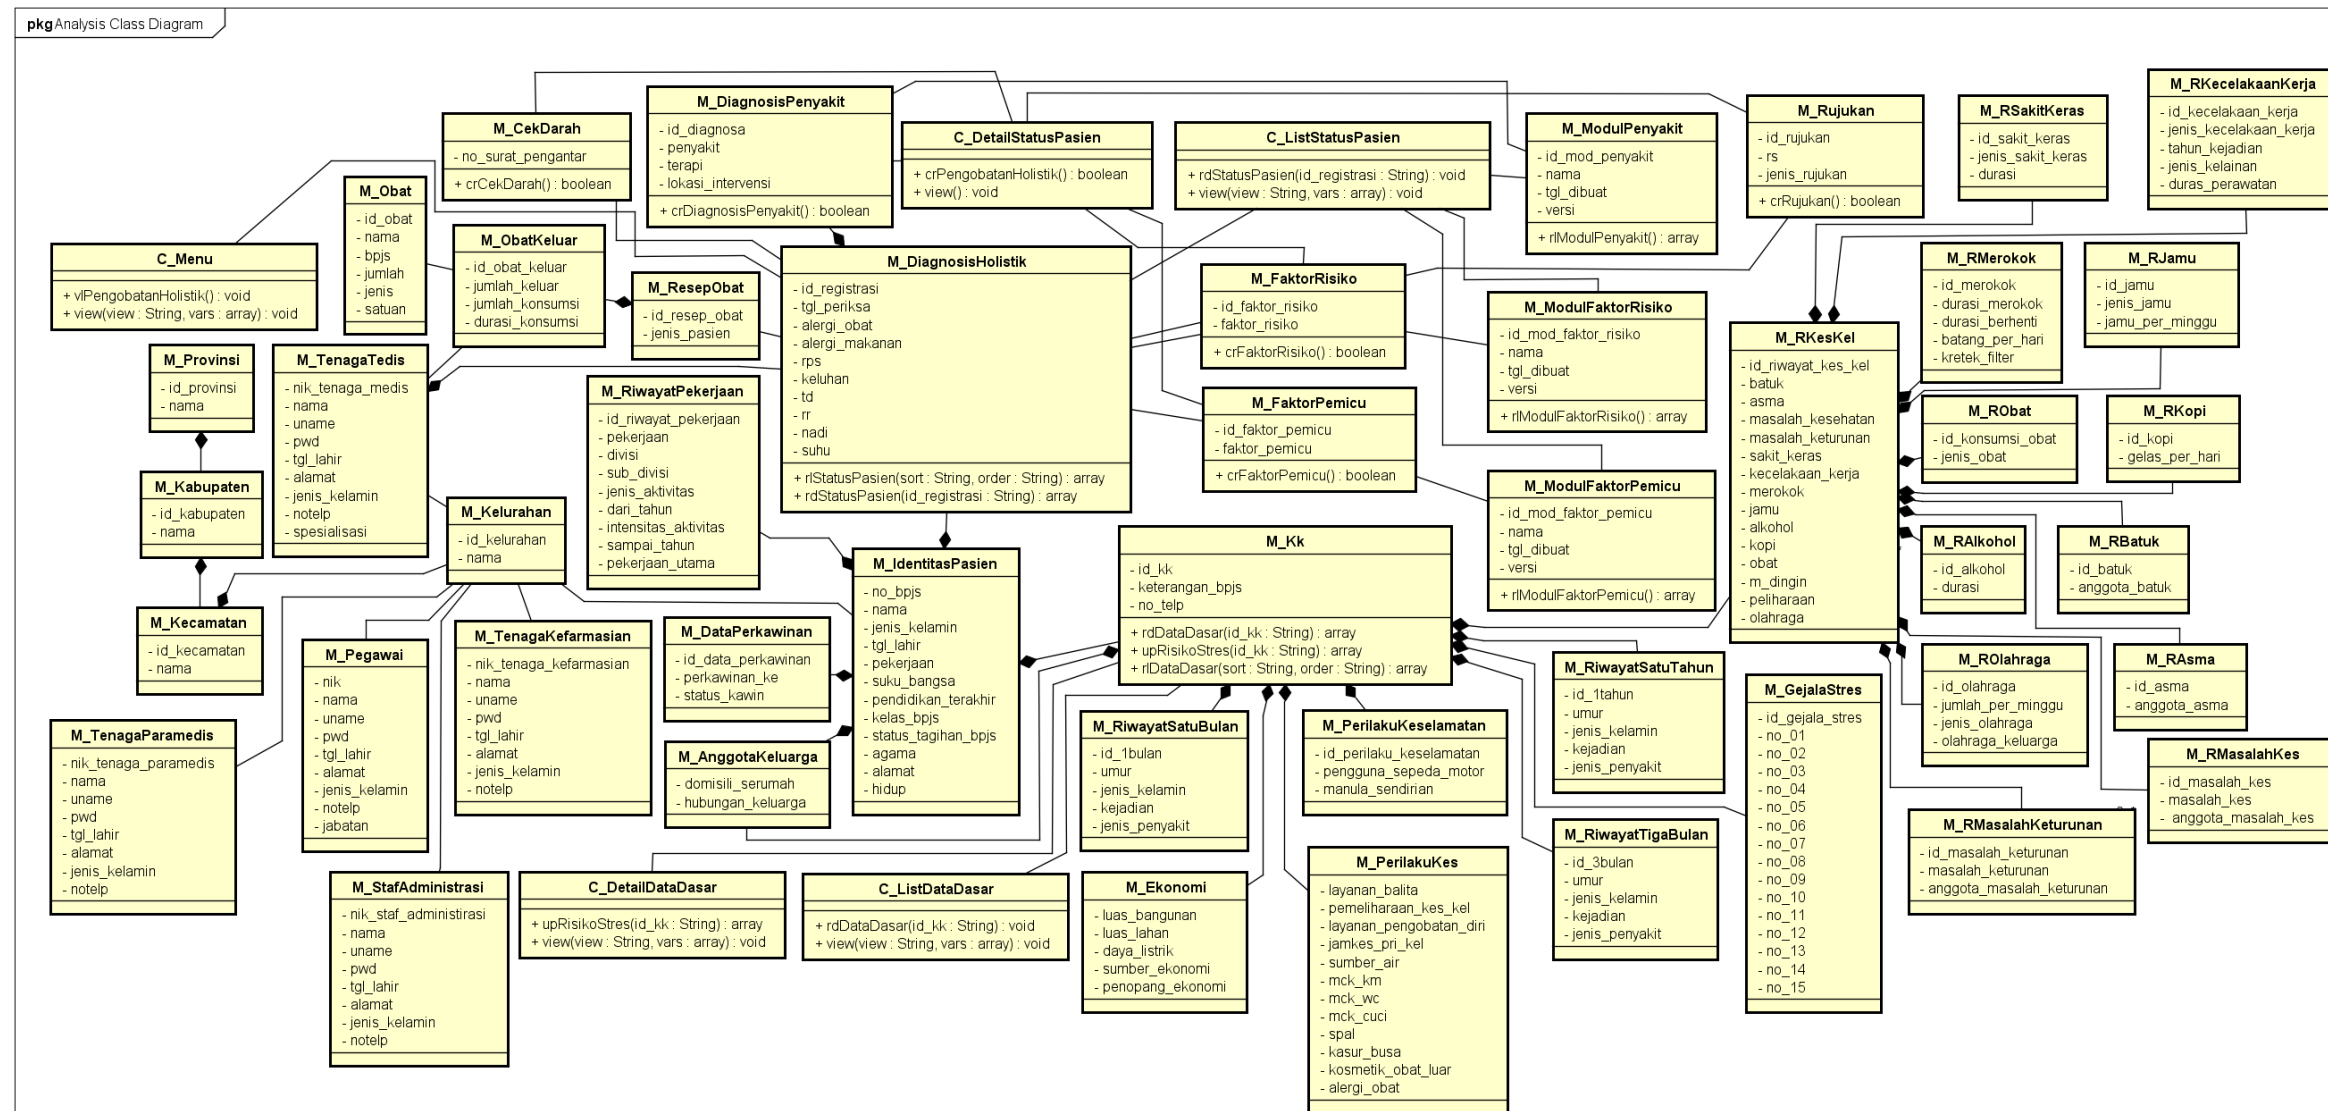 pkg Analysis Class Diagram
M_CekDarah
- no_surat_pengantar
+ crCekDarah() : boolean
M_DiagnosisPenyakit
- id_diagnosa
- penyakit
- terapi
- lokasi_intervensi
+ crDiagnosisPenyakit() : boolean
C_DetailStatusPasien
+ crPengobatanHolistik() : boolean
+ view() : void
C_ListStatusPasien
+ rdStatusPasien(id_registrasi : String) : void
+ view(view : String, vars : array) : void
M_ModulPenyakit
- id_mod_penyakit
- nama
- tgl_dibuat
- versi
+ rlModulPenyakit() : array
M_Rujukan
- id_rujukan
- rs
- jenis_rujukan
+ crRujukan() : boolean
M_RSakitKeras
- id_sakit_keras
- jenis_sakit_keras
- durasi
M_RKecelakaanKerja
- id_kecelakaan_kerja
- jenis_kecelakaan_kerja
- tahun_kejadian
- jenis_kelainan
- duras_perawatan
C_Menu
+ vlPengobatanHolistik() : void
+ view(view : String, vars : array) : void
M_Obat
- id_obat
- nama
- bpjs
- jumlah
- jenis
- satuan
M_ObatKeluar
- id_obat_keluar
- jumlah_keluar
- jumlah_konsumsi
- durasi_konsumsi
M_ResepObat
- id_resep_obat
- jenis_pasien
M_DiagnosisHolistik
- id_registrasi
- tgl_periksa
- alergi_obat
- alergi_makanan
- rps
- keluhan
- td
- rr
- nadi
- suhu
+ rlStatusPasien(sort : String, order : String) : array
+ rdStatusPasien(id_registrasi : String) : array
M_FaktorRisiko
- id_faktor_risiko
- faktor_risiko
+ crFaktorRisiko() : boolean
M_ModulFaktorRisiko
- id_mod_faktor_risiko
- nama
- tgl_dibuat
- versi
+ rlModulFaktorRisiko() : array
M_RKesKel
- id_riwayat_kes_kel
- batuk
- asma
- masalah_kesehatan
- masalah_keturunan
- sakit_keras
- kecelakaan_kerja
- merokok
- jamu
- alkohol
- kopi
- obat
- m_dingin
- peliharaan
- olahraga
M_RMerokok
- id_merokok
- durasi_merokok
- durasi_berhenti
- batang_per_hari
- kretek_filter
M_RJamu
- id_jamu
- jenis_jamu
- jamu_per_minggu
M_Provinsi
- id_provinsi
- nama
M_TenagaTedis
- nik_tenaga_medis
- nama
- uname
- pwd
- tgl_lahir
- alamat
- jenis_kelamin
- notelp
- spesialisasi
M_RiwayatPekerjaan
- id_riwayat_pekerjaan
- pekerjaan
- divisi
- sub_divisi
- jenis_aktivitas
- dari_tahun
- intensitas_aktivitas
- sampai_tahun
- pekerjaan_utama
M_FaktorPemicu
- id_faktor_pemicu
- faktor_pemicu
+ crFaktorPemicu() : boolean
M_ModulFaktorPemicu
- id_mod_faktor_pemicu
- nama
- tgl_dibuat
- versi
+ rlModulFaktorPemicu() : array
M_RObat
- id_konsumsi_obat
- jenis_obat
M_RKopi
- id_kopi
- gelas_per_hari
M_Kabupaten
- id_kabupaten
- nama
M_Kelurahan
- id_kelurahan
- nama
M_IdentitasPasien
- no_bpjs
- nama
- jenis_kelamin
- tgl_lahir
- pekerjaan
- suku_bangsa
- pendidikan_terakhir
- kelas_bpjs
- status_tagihan_bpjs
- agama
- alamat
- hidup
M_Kk
- id_kk
- keterangan_bpjs
- no_telp
+ rdDataDasar(id_kk : String) : array
+ upRisikoStres(id_kk : String) : array
+ rlDataDasar(sort : String, order : String) : array
M_RAlkohol
- id_alkohol
- durasi
M_RBatuk
- id_batuk
- anggota_batuk
M_Kecamatan
- id_kecamatan
- nama
M_Pegawai
- nik
- nama
- uname
- pwd
- tgl_lahir
- alamat
- jenis_kelamin
- notelp
- jabatan
M_TenagaKefarmasian
- nik_tenaga_kefarmasian
- nama
- uname
- pwd
- tgl_lahir
- alamat
- jenis_kelamin
- notelp
M_DataPerkawinan
- id_data_perkawinan
- perkawinan_ke
- status_kawin
M_AnggotaKeluarga
- domisili_serumah
- hubungan_keluarga
M_RiwayatSatuBulan
- id_1bulan
- umur
- jenis_kelamin
- kejadian
- jenis_penyakit
M_PerilakuKeselamatan
- id_perilaku_keselamatan
- pengguna_sepeda_motor
- manula_sendirian
M_RiwayatSatuTahun
- id_1tahun
- umur
- jenis_kelamin
- kejadian
- jenis_penyakit
M_GejalaStres
- id_gejala_stres
- no_01
- no_02
- no_03
- no_04
- no_05
- no_06
- no_07
- no_08
- no_09
- no_10
- no_11
- no_12
- no_13
- no_14
- no_15
M_ROlahraga
- id_olahraga
- jumlah_per_minggu
- jenis_olahraga
- olahraga_keluarga
M_RAsma
- id_asma
- anggota_asma
M_RMasalahKes
- id_masalah_kes
- masalah_kes
- anggota_masalah_kes
M_TenagaParamedis
- nik_tenaga_paramedis
- nama
- uname
- pwd
- tgl_lahir
- alamat
- jenis_kelamin
- notelp
M_StafAdministrasi
- nik_staf_administirasi
- nama
- uname
- pwd
- tgl_lahir
- alamat
- jenis_kelamin
- notelp
C_DetailDataDasar
+ upRisikoStres(id_kk : String) : array
+ view(view : String, vars : array) : void
C_ListDataDasar
+ rdDataDasar(id_kk : String) : void
+ view(view : String, vars : array) : void
M_Ekonomi
- luas_bangunan
- luas_lahan
- daya_listrik
- sumber_ekonomi
- penopang_ekonomi
M_PerilakuKes
- layanan_balita
- pemeliharaan_kes_kel
- layanan_pengobatan_diri
- jamkes_pri_kel
- sumber_air
- mck_km
- mck_wc
- mck_cuci
- spal
- kasur_busa
- kosmetik_obat_luar
- alergi_obat
M_RiwayatTigaBulan
- id_3bulan
- umur
- jenis_kelamin
- kejadian
- jenis_penyakit
M_RMasalahKeturunan
- id_masalah_keturunan
- masalah_keturunan
- anggota_masalah_keturunan